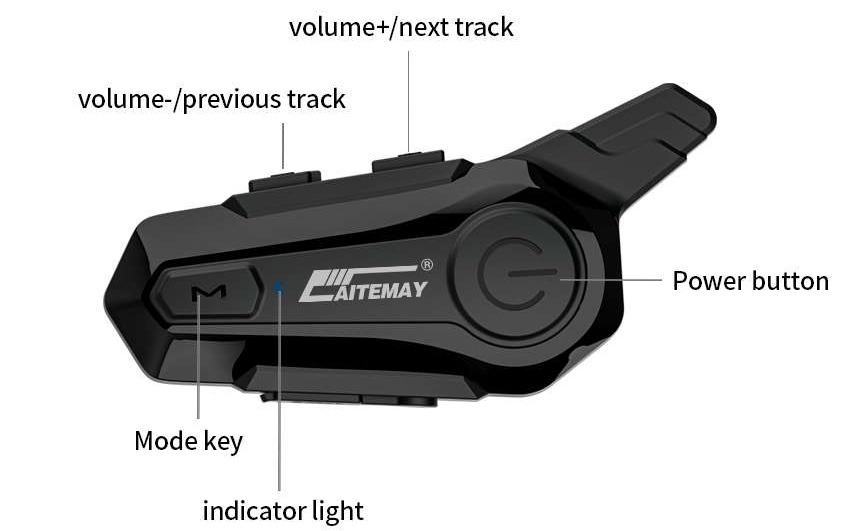 volume+/next track
volume-/previous track
M
AITEMAY®
Power button
Mode key
indicator light